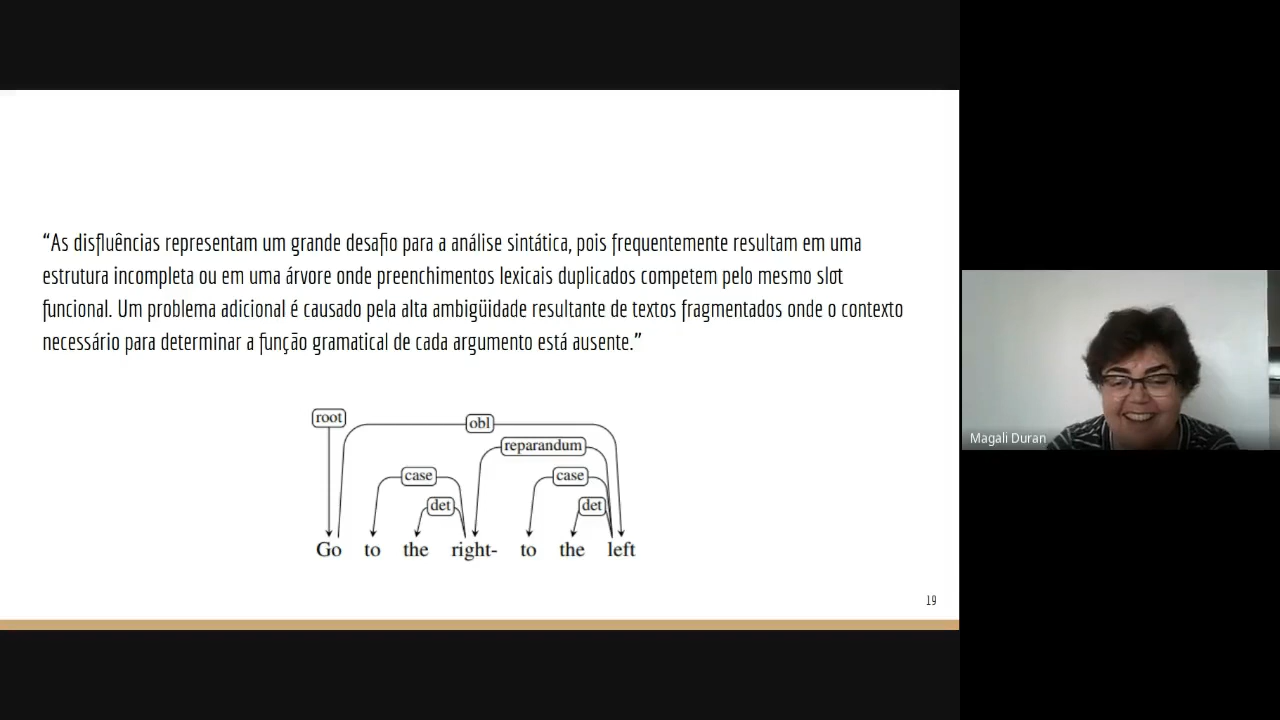 “As disfluências representam um grande desafio para a análise sintática, pois frequentemente resultam em uma
estrutura incompleta ou em uma árvore onde preenchimentos lexicais duplicados competem pelo mesmo slot
funcional. Um problema adicional é causado pela alta ambigüidade resultante de textos fragmentados onde o contexto
necessário para determinar a função gramatical de cada argumento está ausente.”
root
obl
reparandum
case
case
det
det
Go to the right- to the left
19
Magali Duran